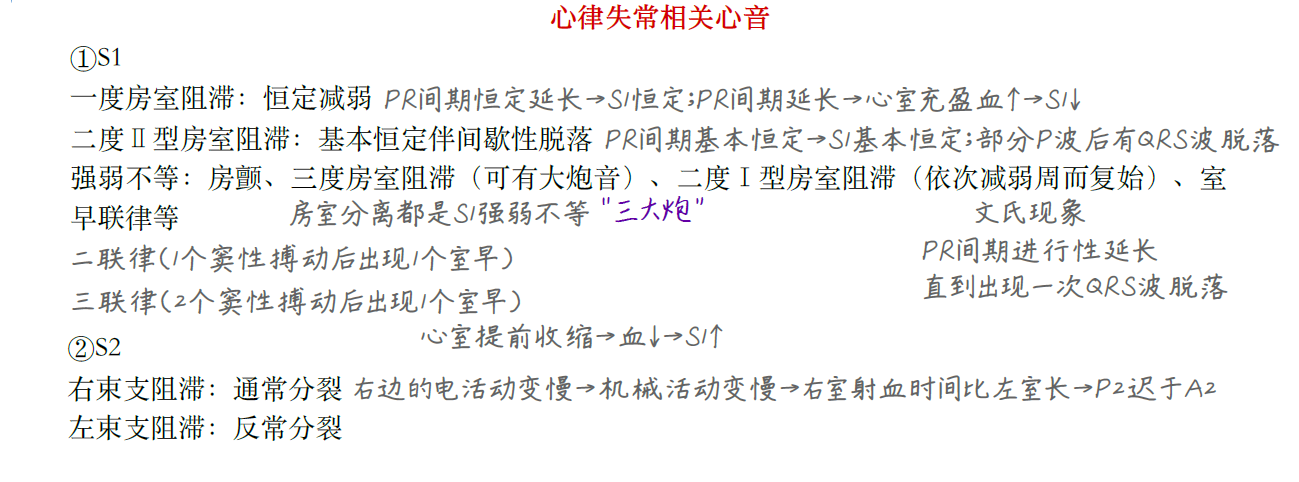 心律失常相关心音
①S1
一度房室阻滞：恒定减弱 PR间期恒定延长→S1恒定;PR间期延长→心室充盈血↑→S1↓
二度Ⅱ型房室阻滞：基本恒定伴间歇性脱落 PR间期基本恒定→S1基本恒定;部分P波后有QRS波脱落
强弱不等：房颤、三度房室阻滞（可有大炮音）、二度Ⅰ型房室阻滞（依次减弱周而复始）、室
早联律等 房室分离都是S1强弱不等 "三大炮" 文氏现象
二联律(1个窦性搏动后出现1个室早) PR间期进行性延长
三联律(2个窦性搏动后出现1个室早) 直到出现一次QRS波脱落
心室提前收缩→血↓→S1↑
②S2
右束支阻滞：通常分裂 右边的电活动变慢→机械活动变慢→右室射血时间比左室长→P2迟于A2
左束支阻滞：反常分裂